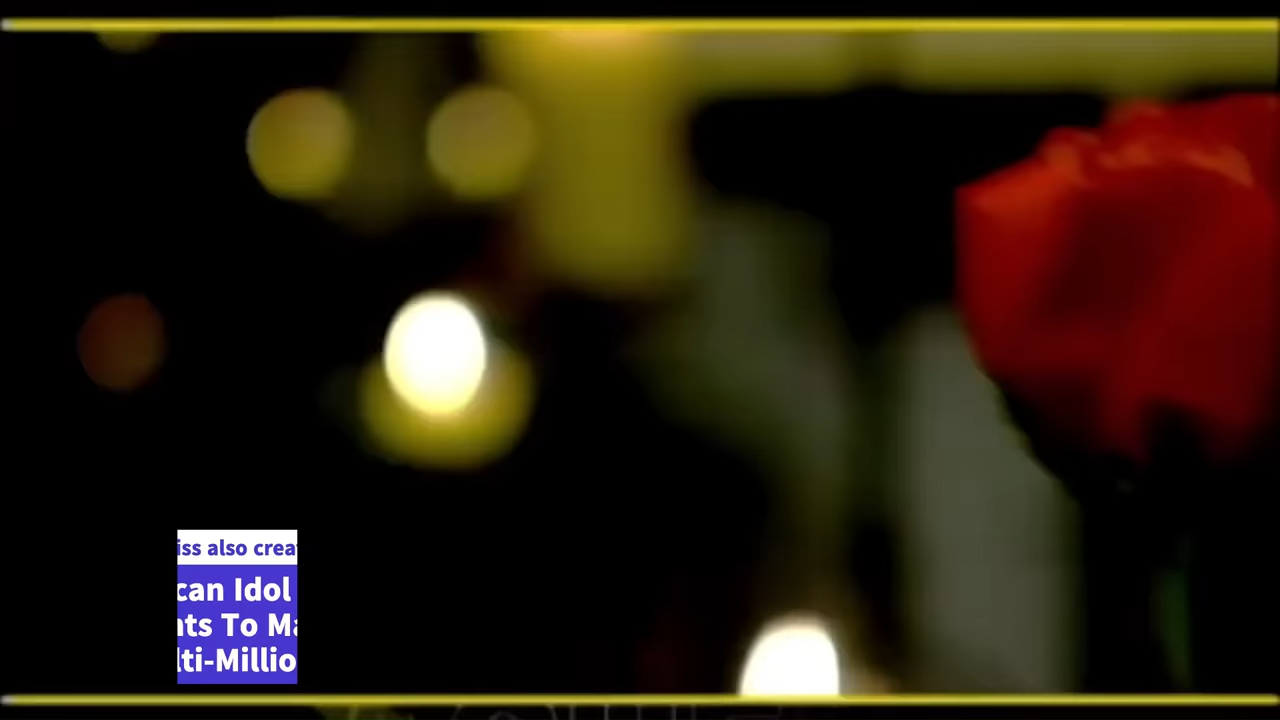 iss also crea
can Idol
nts To Ma
lti-Millio